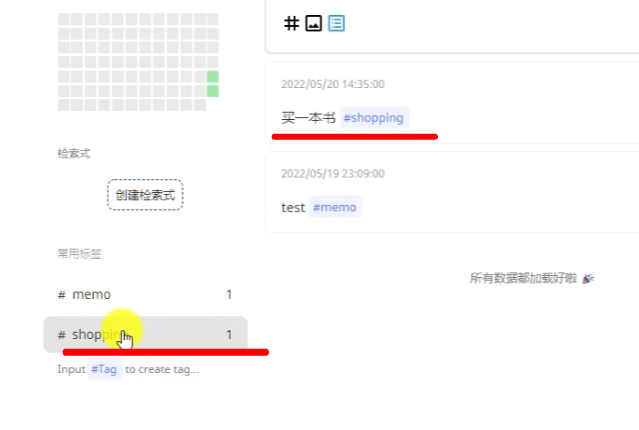 检索式
创建检索式
常用标签
# memo 1
# shopping 1
Input #Tag to create tag...
2022/05/20 14:35:00
买一本书 #shopping
2022/05/19 23:09:00
test #memo
所有数据都加载好啦 🎉